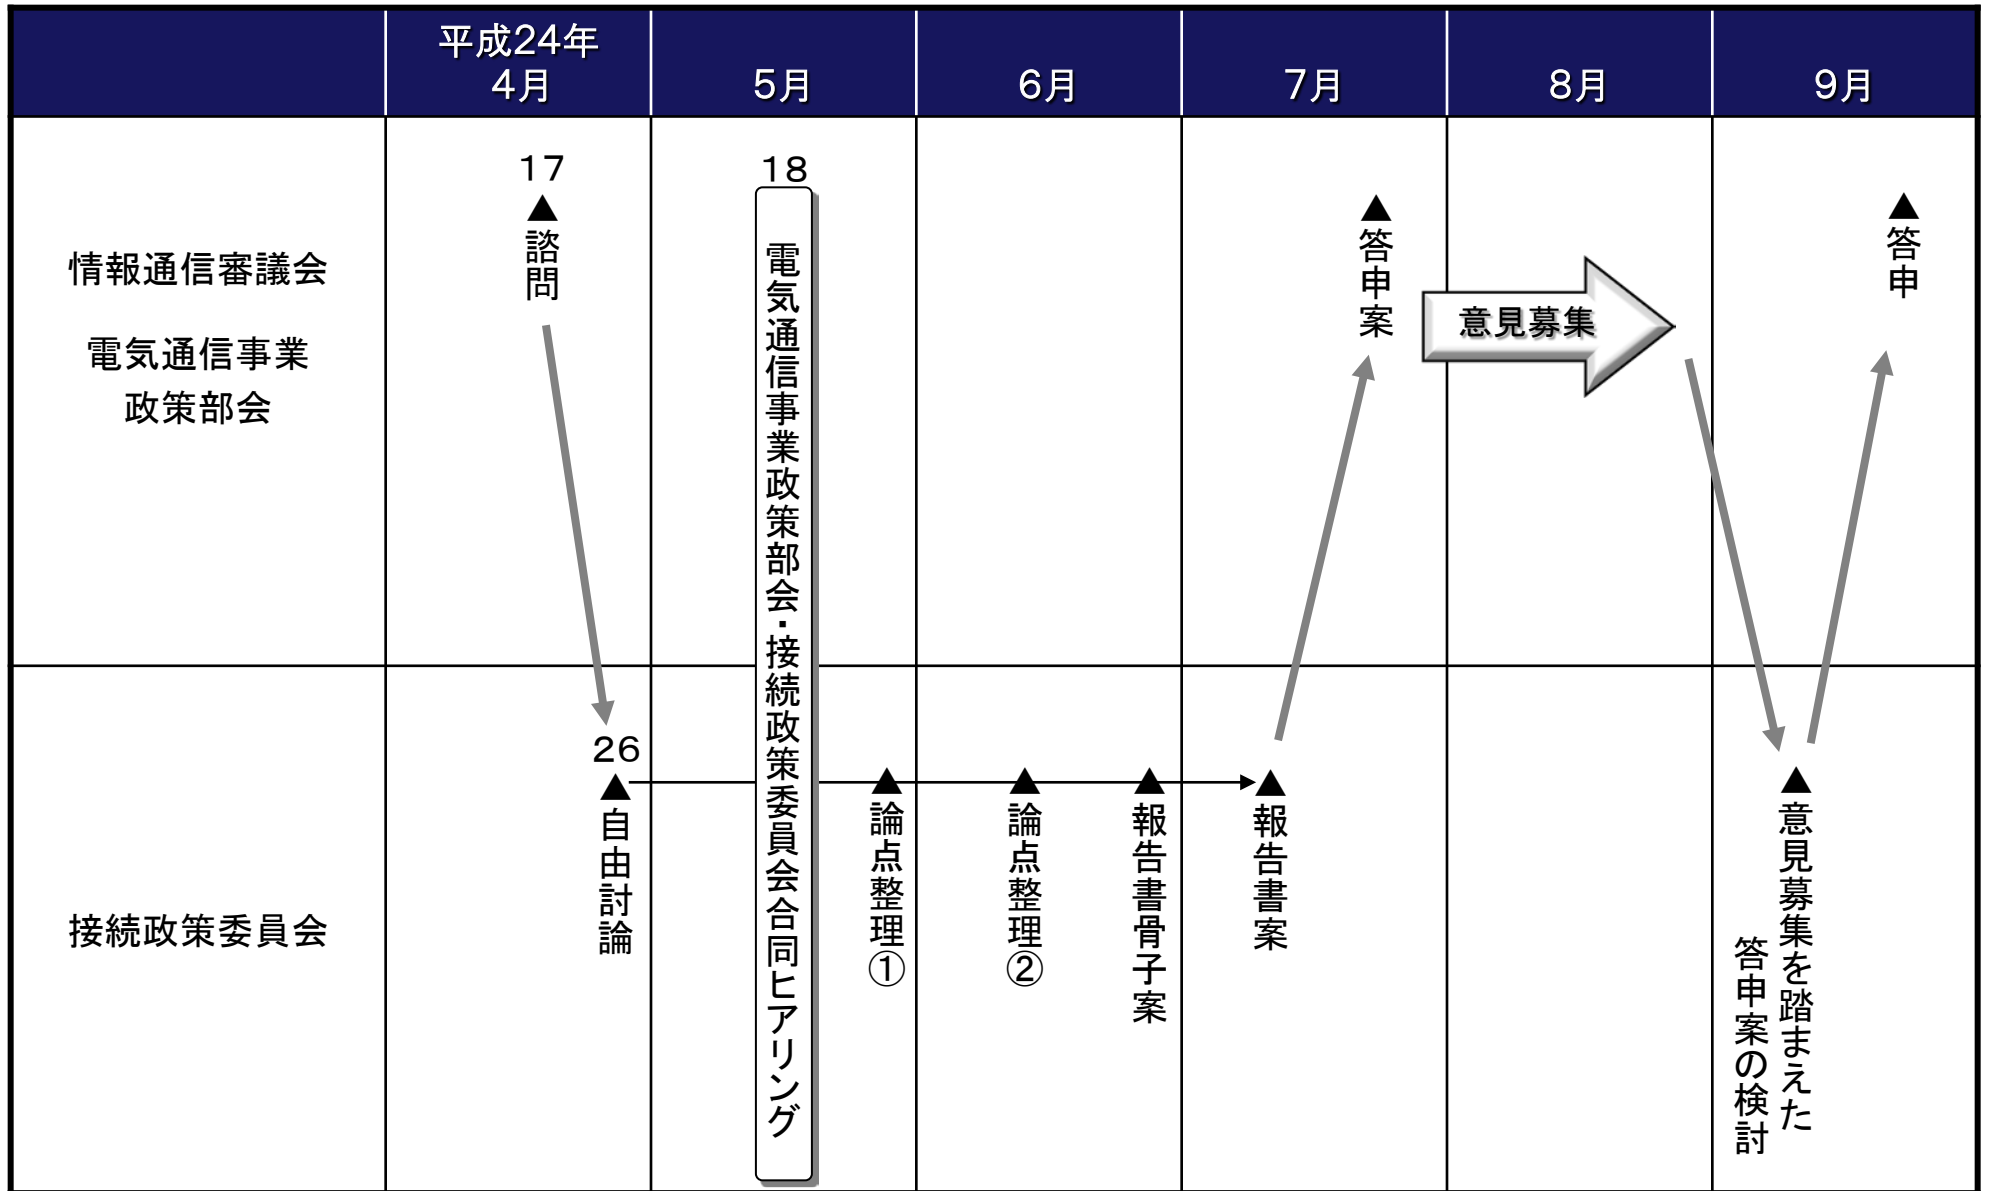 平成24年
4月
5月
6月
7月
8月
9月
情報通信審議会
電気通信事業
政策部会
17
▲諮問
18
電気通信事業政策部会・接続政策委員会合同ヒアリング
▲答申案
意見募集
▲答申
接続政策委員会
26
▲自由討論
▲論点整理①
▲論点整理②
▲報告書骨子案
▲報告書案
▲意見募集を踏まえた
答申案の検討